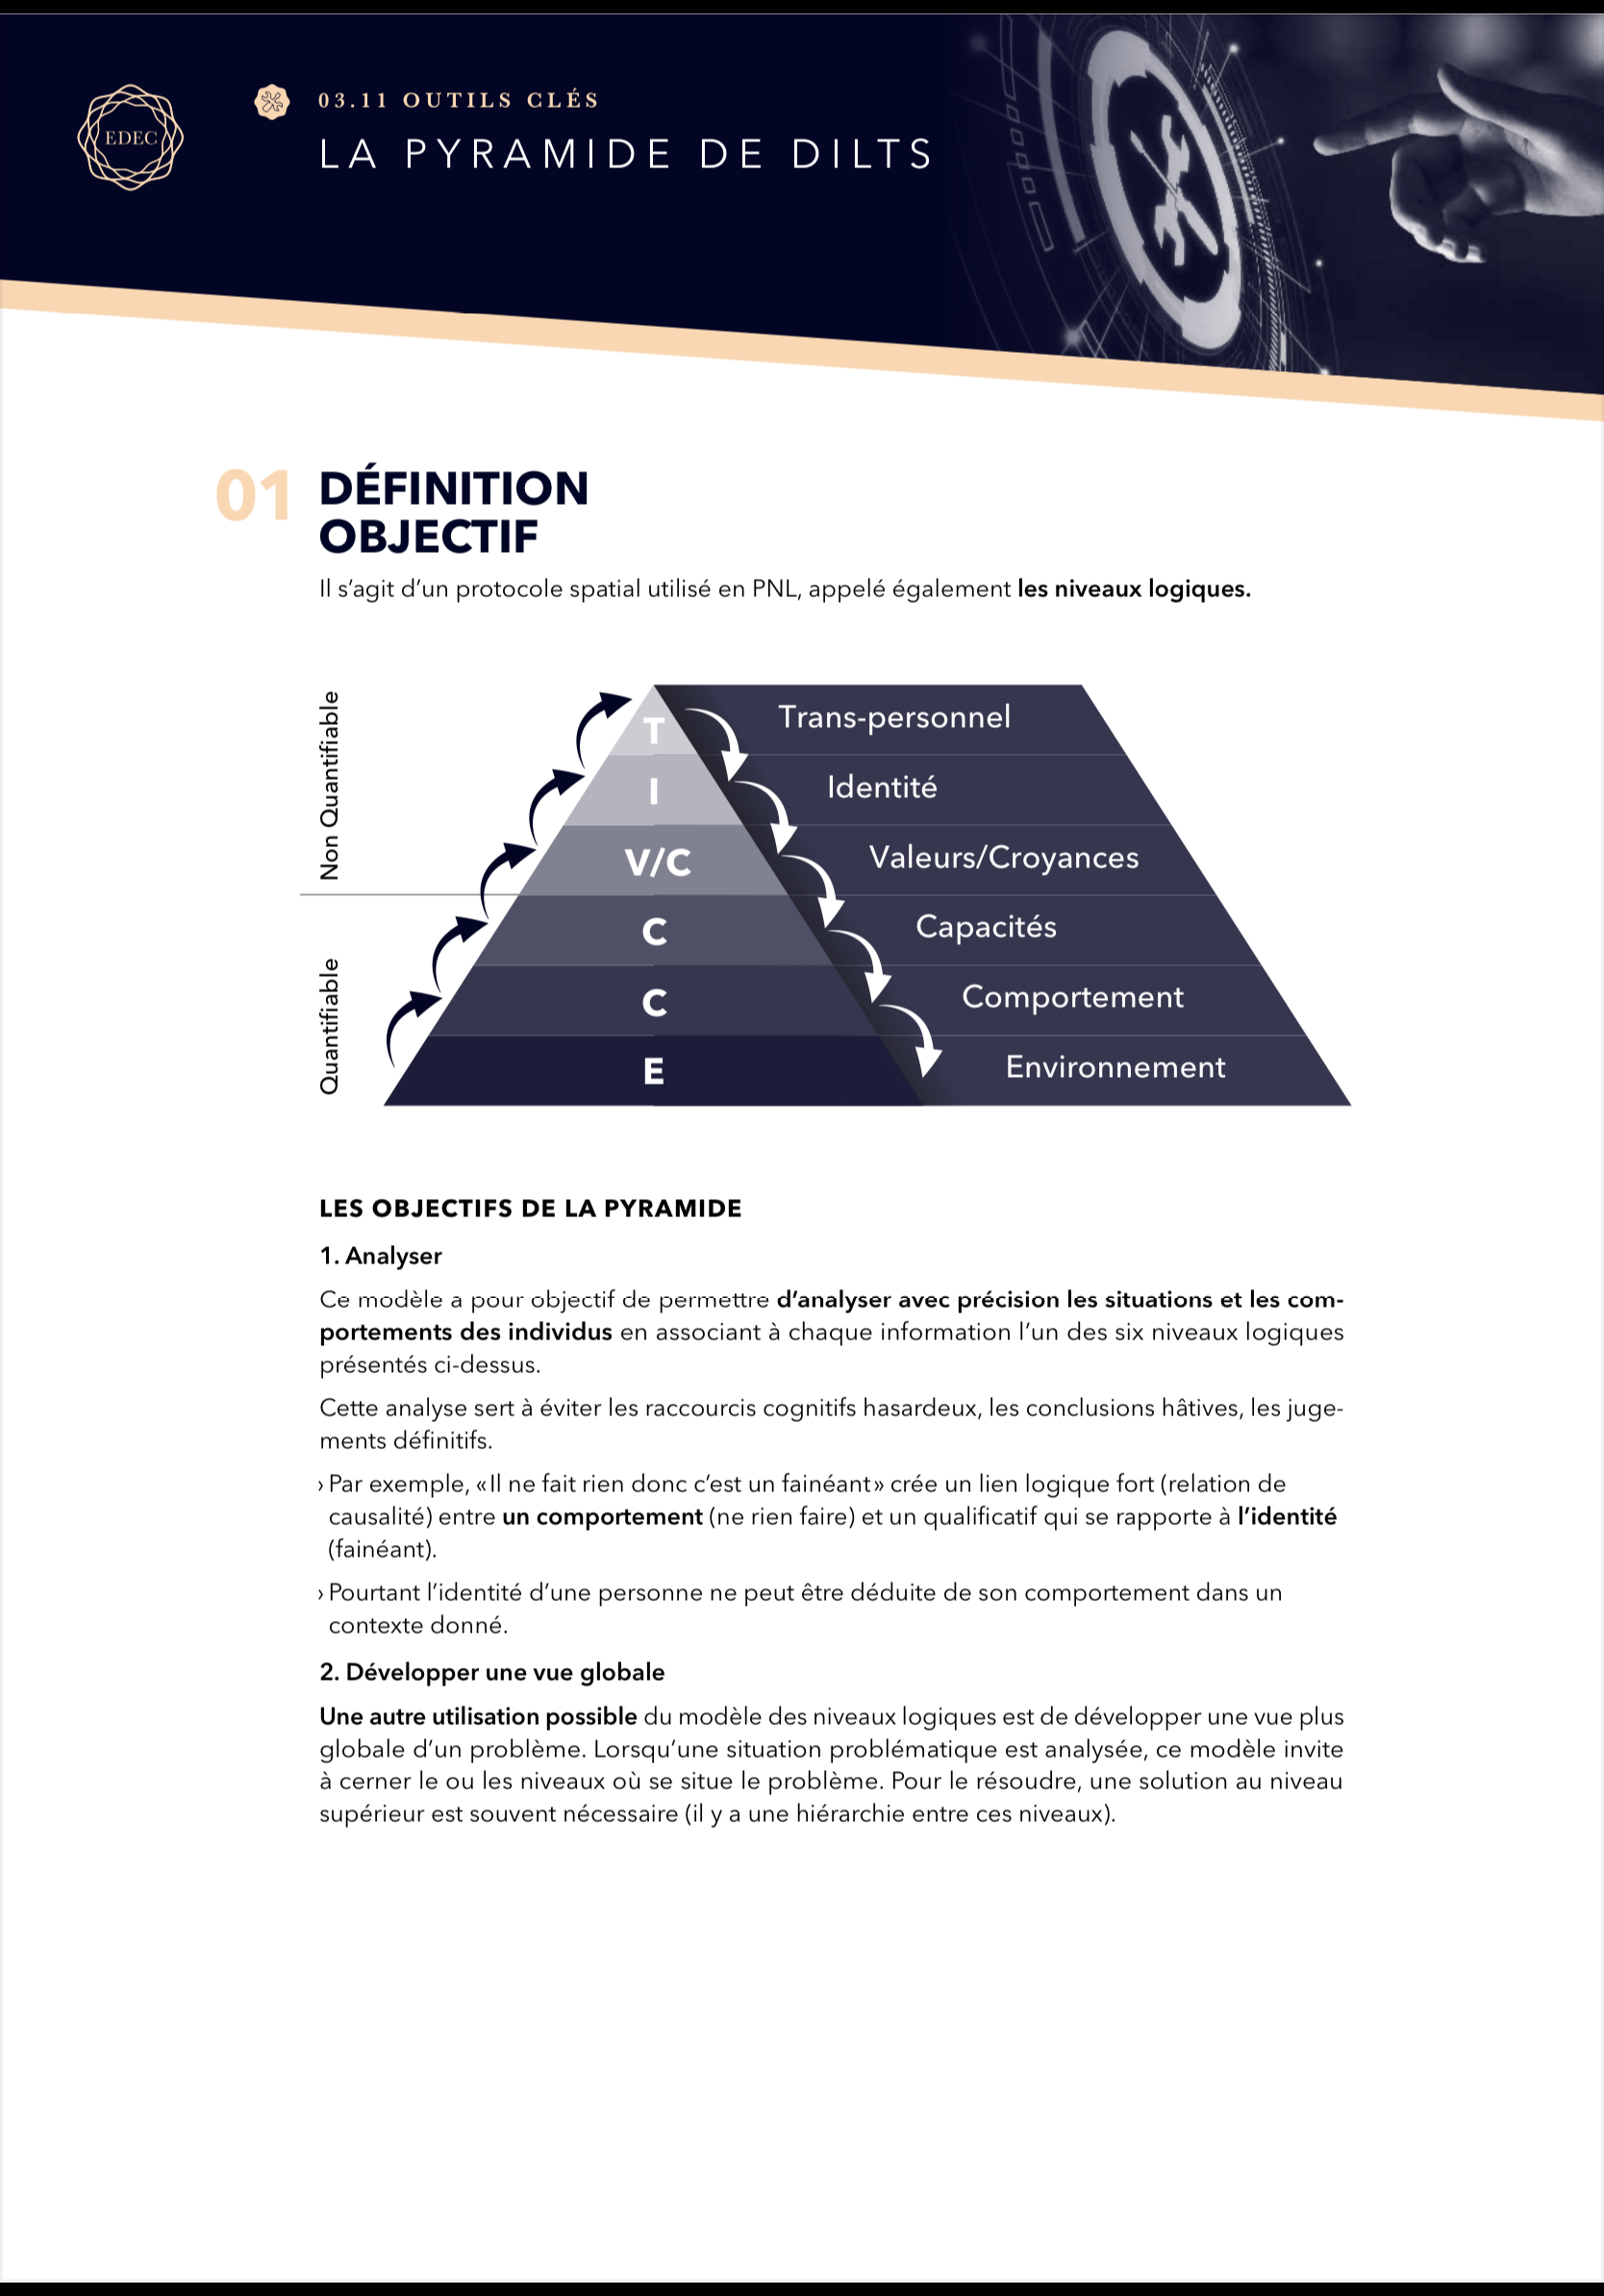 EDEC
03.11 OUTILS CLÉS
LA PYRAMIDE DE DILTS
01 DÉFINITION
OBJECTIF
Il s’agit d’un protocole spatial utilisé en PNL, appelé également les niveaux logiques.
Non Quantifiable
Quantifiable
T Trans-personnel
I Identité
V/C Valeurs/Croyances
C Capacités
C Comportement
E Environnement
LES OBJECTIFS DE LA PYRAMIDE
1. Analyser
Ce modèle a pour objectif de permettre d’analyser avec précision les situations et les com-
portements des individus en associant à chaque information l’un des six niveaux logiques
présentés ci-dessus.
Cette analyse sert à éviter les raccourcis cognitifs hasardeux, les conclusions hâtives, les juge-
ments définitifs.
› Par exemple, «Il ne fait rien donc c’est un fainéant» crée un lien logique fort (relation de
causalité) entre un comportement (ne rien faire) et un qualificatif qui se rapporte à l’identité
(fainéant).
› Pourtant l’identité d’une personne ne peut être déduite de son comportement dans un
contexte donné.
2. Développer une vue globale
Une autre utilisation possible du modèle des niveaux logiques est de développer une vue plus
globale d’un problème. Lorsqu’une situation problématique est analysée, ce modèle invite
à cerner le ou les niveaux où se situe le problème. Pour le résoudre, une solution au niveau
supérieur est souvent nécessaire (il y a une hiérarchie entre ces niveaux).